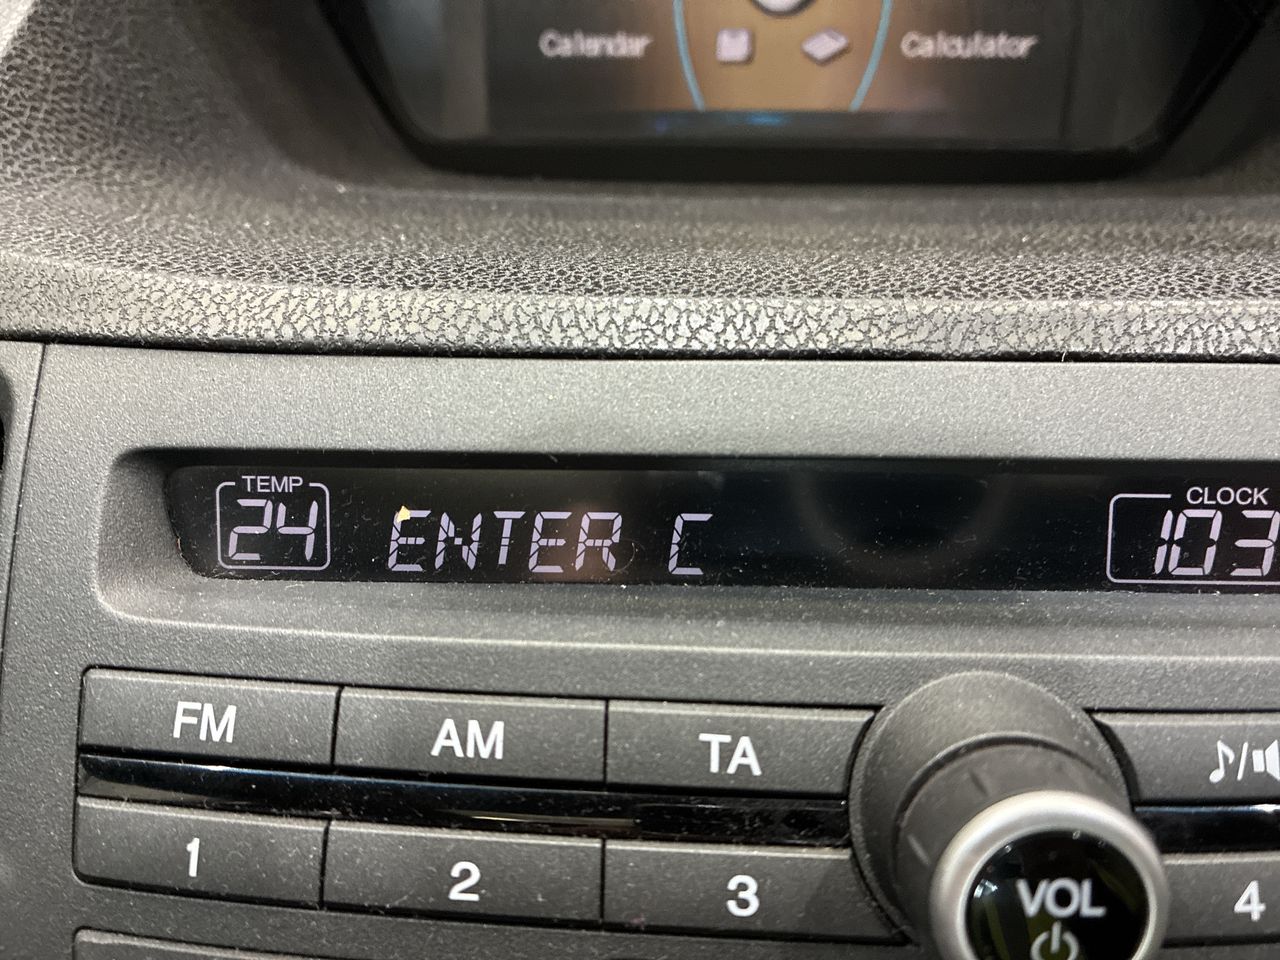 Calendar Calculator
TEMP CLOCK
24 ENTER C 103
FM AM TA
1 2 3 4
VOL